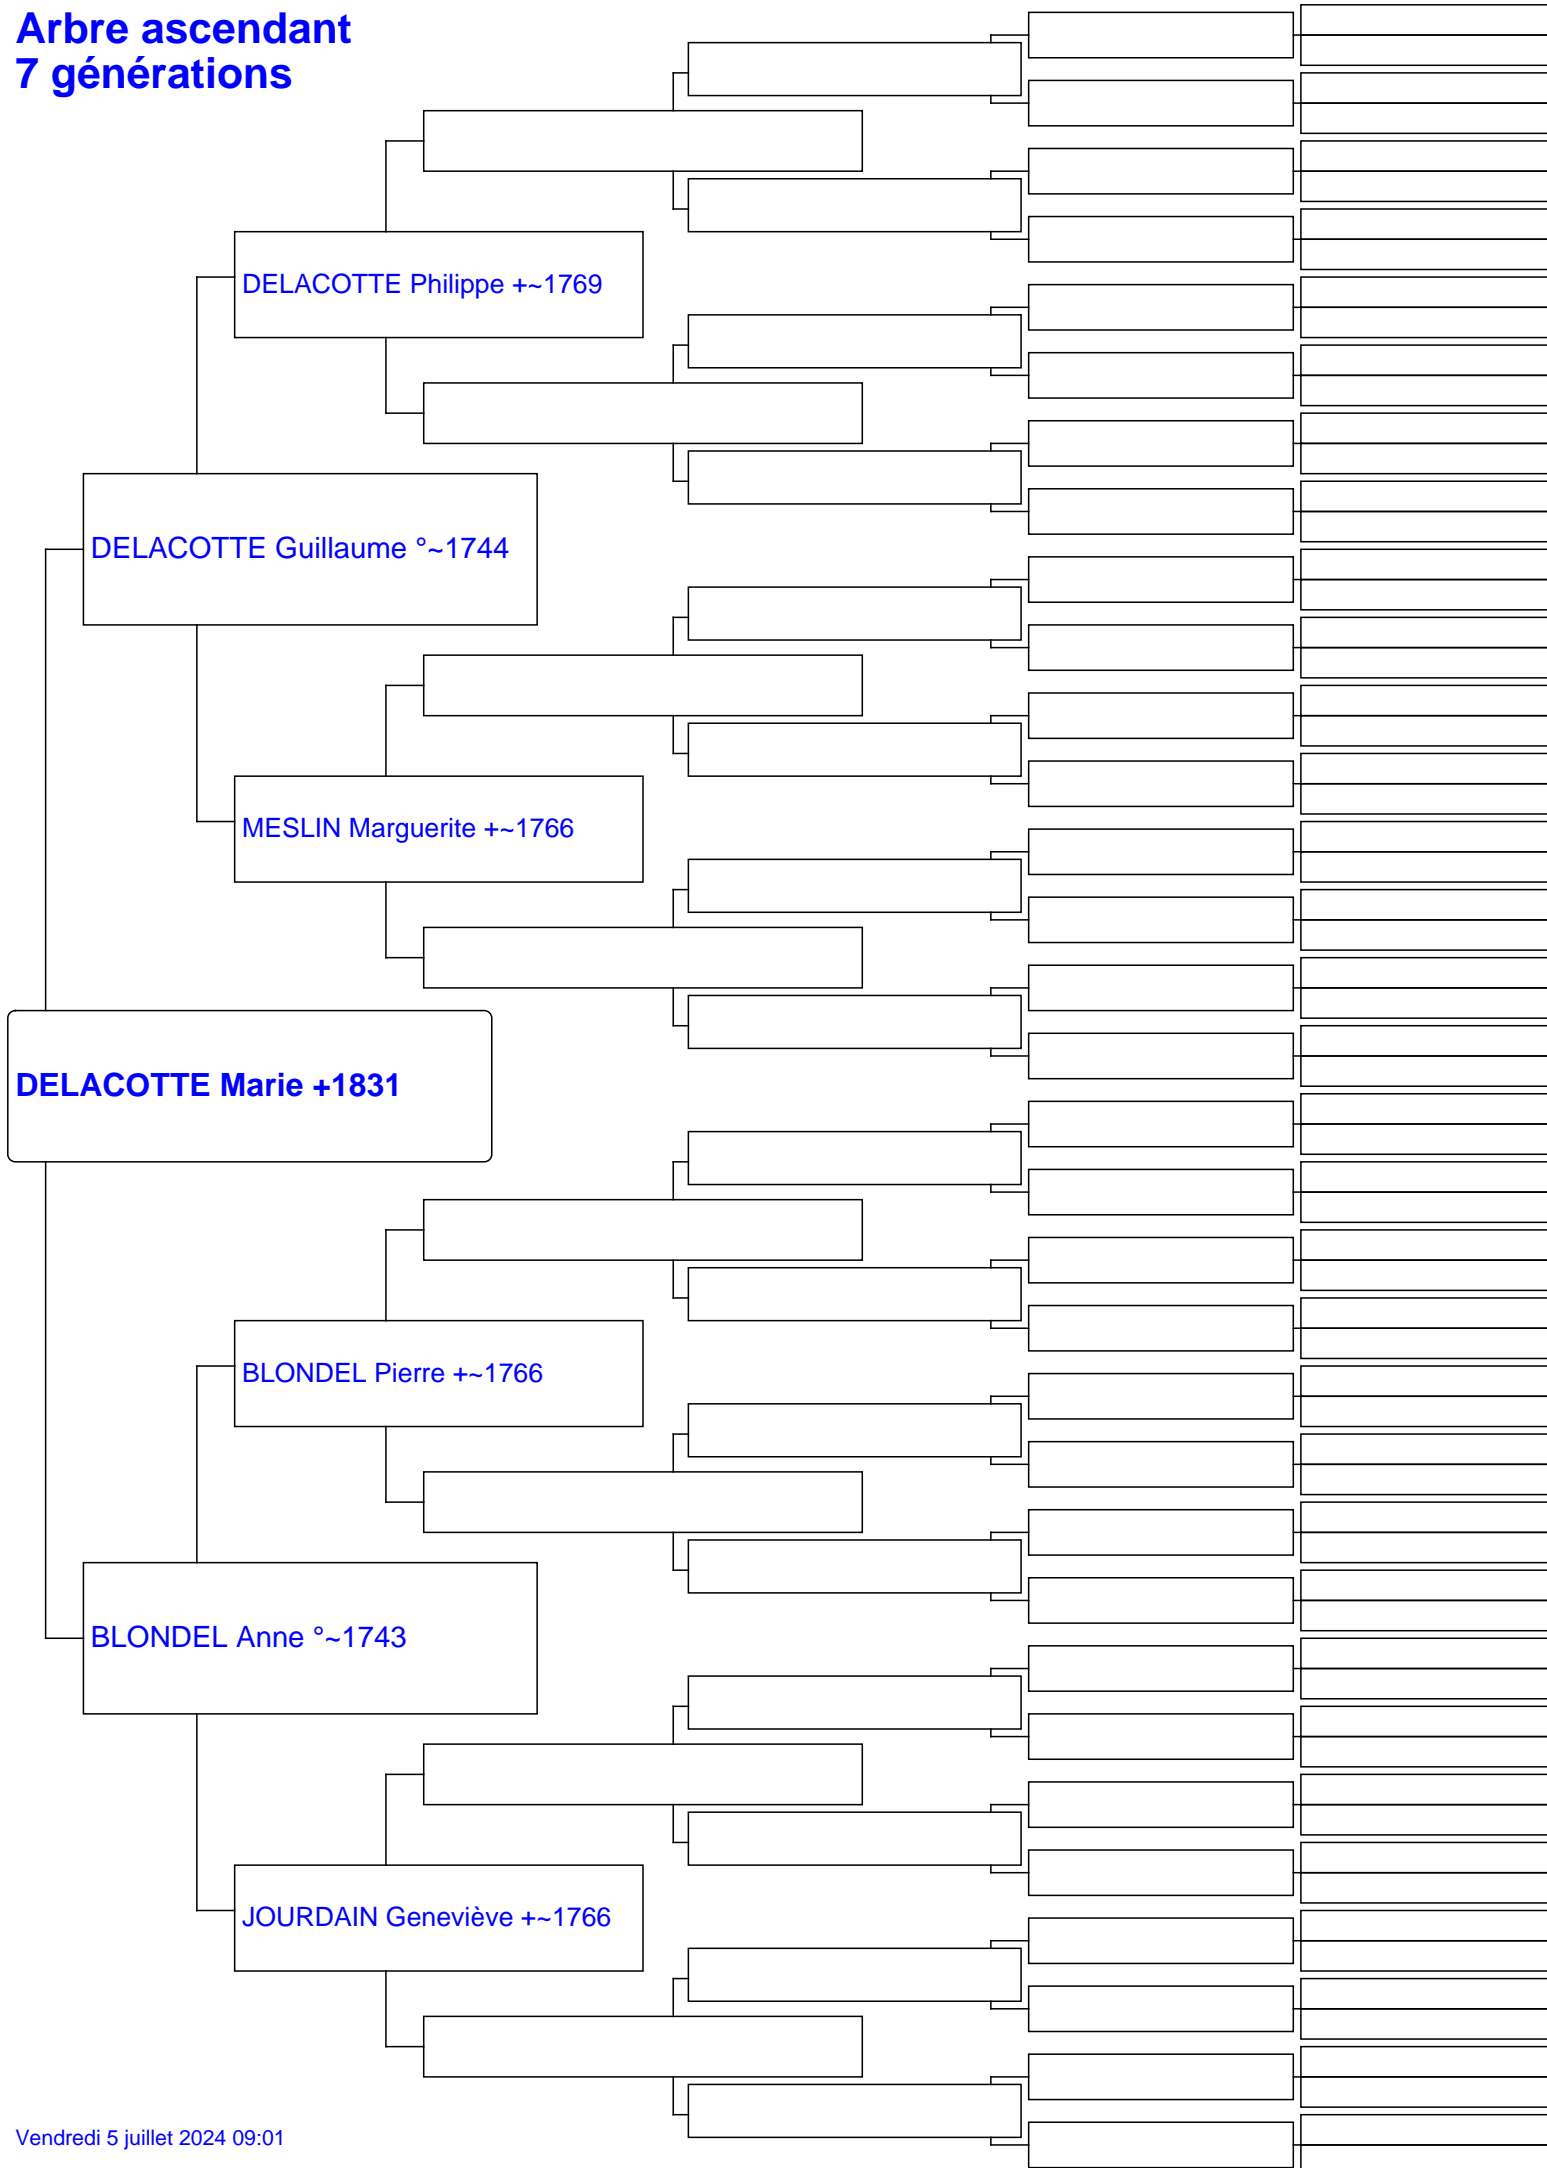 Arbre ascendant
7 générations
DELACOTTE Philippe +~1769
DELACOTTE Guillaume °~1744
MESLIN Marguerite +~1766
DELACOTTE Marie +1831
BLONDEL Pierre +~1766
BLONDEL Anne °~1743
JOURDAIN Geneviève +~1766
Vendredi 5 juillet 2024 09:01